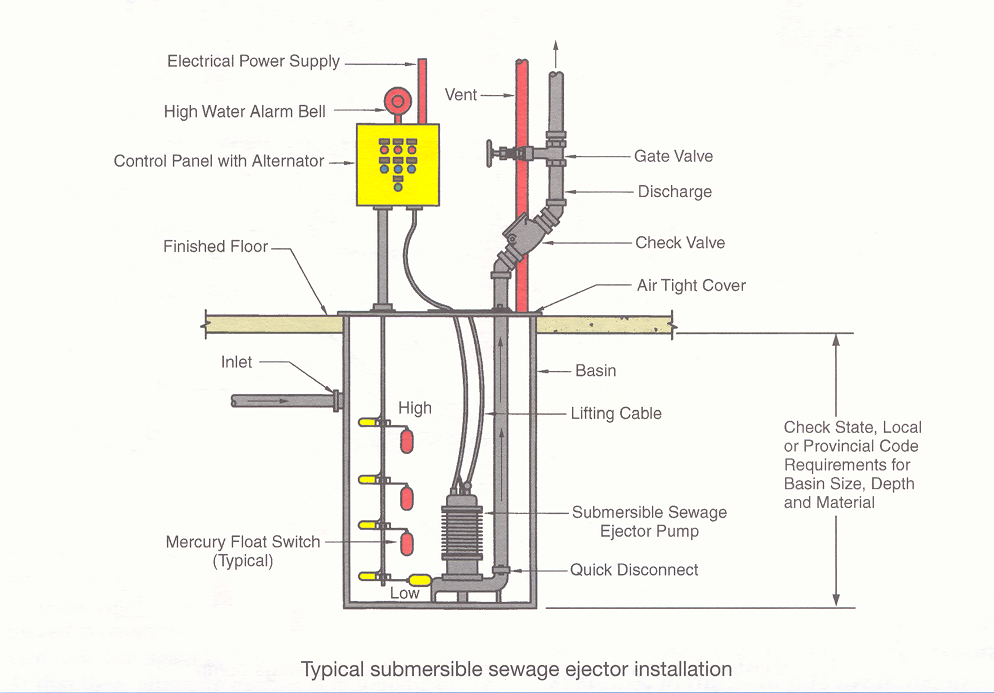 Electrical Power Supply
High Water Alarm Bell
Control Panel with Alternator
Finished Floor
Inlet
Vent
Gate Valve
Discharge
Check Valve
Air Tight Cover
Basin
High
Lifting Cable
Check State, Local
or Provincial Code
Requirements for
Basin Size, Depth
and Material
Submersible Sewage
Ejector Pump
Mercury Float Switch
(Typical)
Quick Disconnect
Low
Typical submersible sewage ejector installation